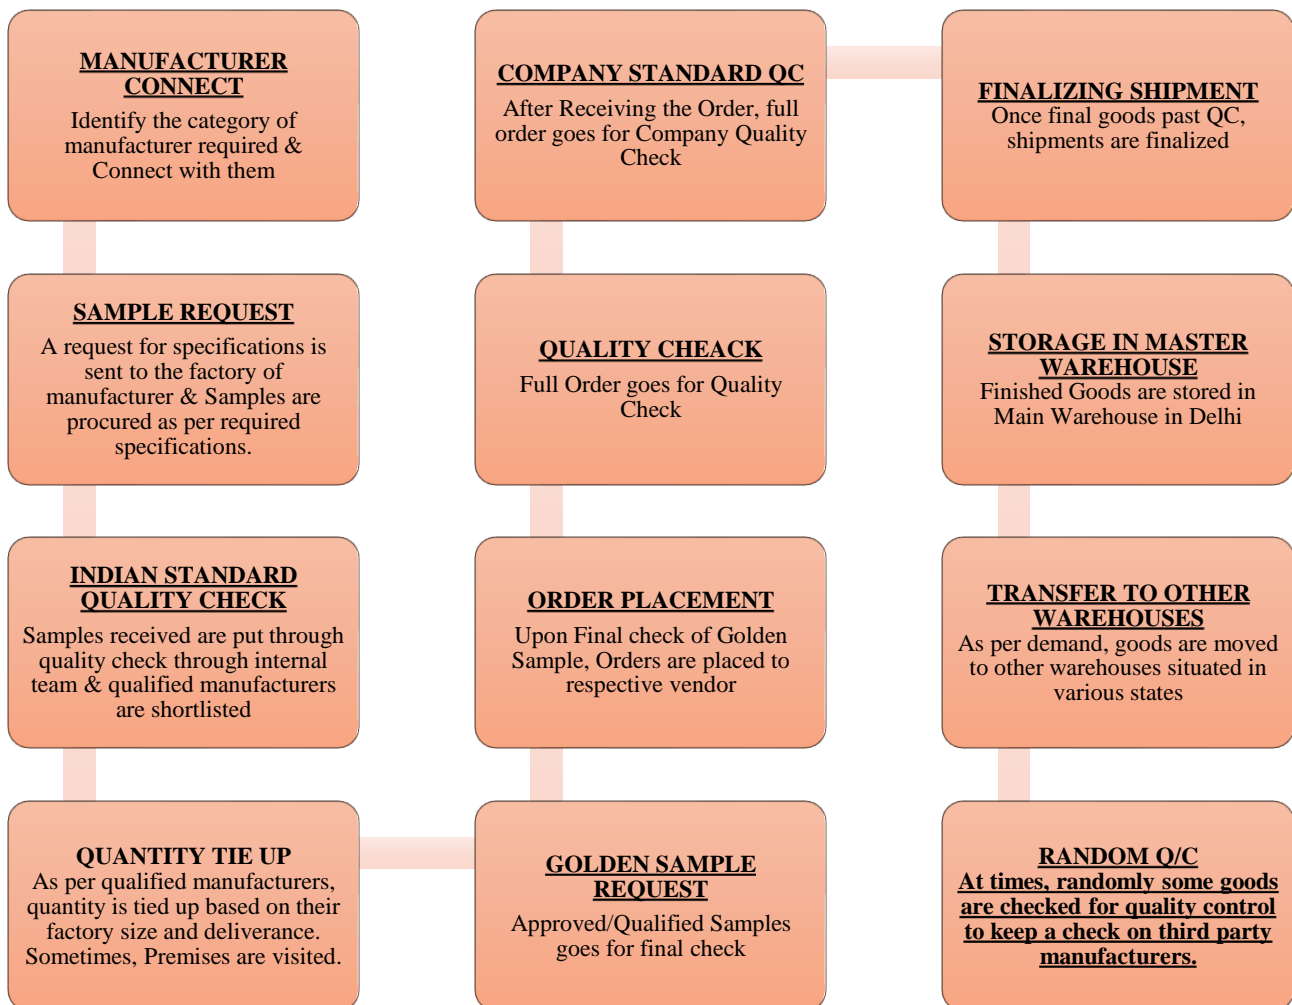 MANUFACTURER
CONNECT
Identify the category of
manufacturer required &
Connect with them
SAMPLE REQUEST
A request for specifications is
sent to the factory of
manufacturer & Samples are
procured as per required
specifications.
INDIAN STANDARD
QUALITY CHECK
Samples received are put through
quality check through internal
team & qualified manufacturers
are shortlisted
QUANTITY TIE UP
As per qualified manufacturers,
quantity is tied up based on their
factory size and deliverance.
Sometimes, Premises are visited.
GOLDEN SAMPLE
REQUEST
Approved/Qualified Samples
goes for final check
ORDER PLACEMENT
Upon Final check of Golden
Sample, Orders are placed to
respective vendor
QUALITY CHEACK
Full Order goes for Quality
Check
COMPANY STANDARD QC
After Receiving the Order, full
order goes for Company Quality
Check
FINALIZING SHIPMENT
Once final goods past QC,
shipments are finalized
STORAGE IN MASTER
WAREHOUSE
Finished Goods are stored in
Main Warehouse in Delhi
TRANSFER TO OTHER
WAREHOUSES
As per demand, goods are moved
to other warehouses situated in
various states
RANDOM Q/C
At times, randomly some goods
are checked for quality control
to keep a check on third party
manufacturers.